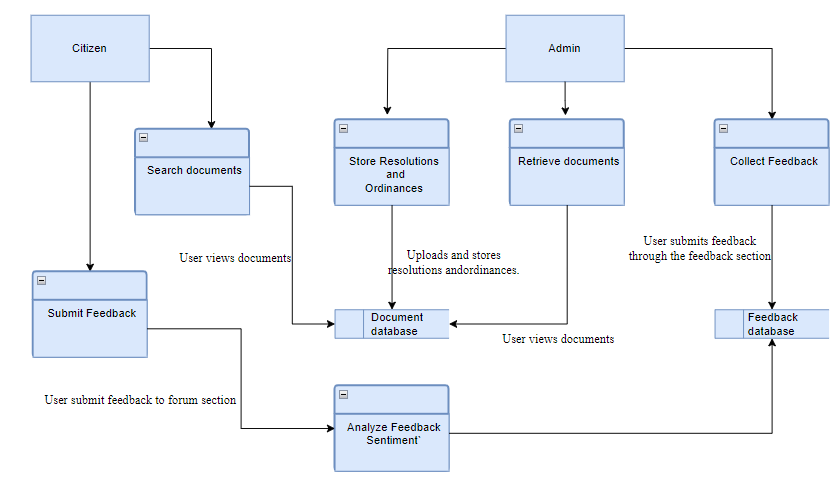 Citizen
Admin
Search documents
Store Resolutions
and
Ordinances
Retrieve documents
Collect Feedback
User views documents
Uploads and stores
resolutions andordinances.
User submits feedback
through the feedback section
Submit Feedback
Document
database
Feedback
database
User views documents
User submit feedback to forum section
Analyze Feedback
Sentiment`